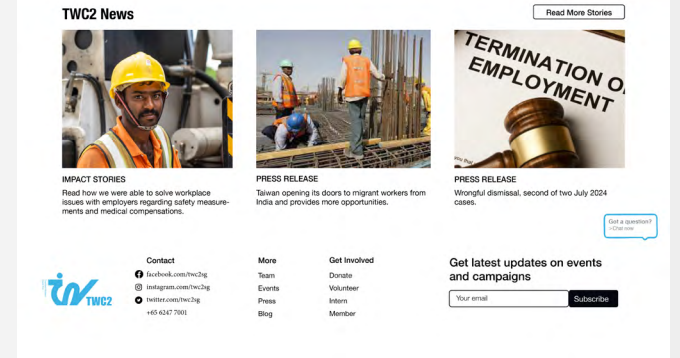 TWC2 News
Read More Stories
TERMINATION O
EMPLOYMENT
IMPACT STORIES
Read how we were able to solve workplace
issues with employers regarding safety measure-
ments and medical compensations.
PRESS RELEASE
Taiwan opening its doors to migrant workers from
India and provides more opportunities.
PRESS RELEASE
Wrongful dismissal, second of two July 2024
cases.
Got a question?
>Chat now
TWC2
Contact
facebook.com/twc2sg
instagram.com/twc2sg
twitter.com/twc2sg
+65 6247 7001
More
Team
Events
Press
Blog
Get Involved
Donate
Volunteer
Intern
Member
Get latest updates on events
and campaigns
Your email
Subscribe